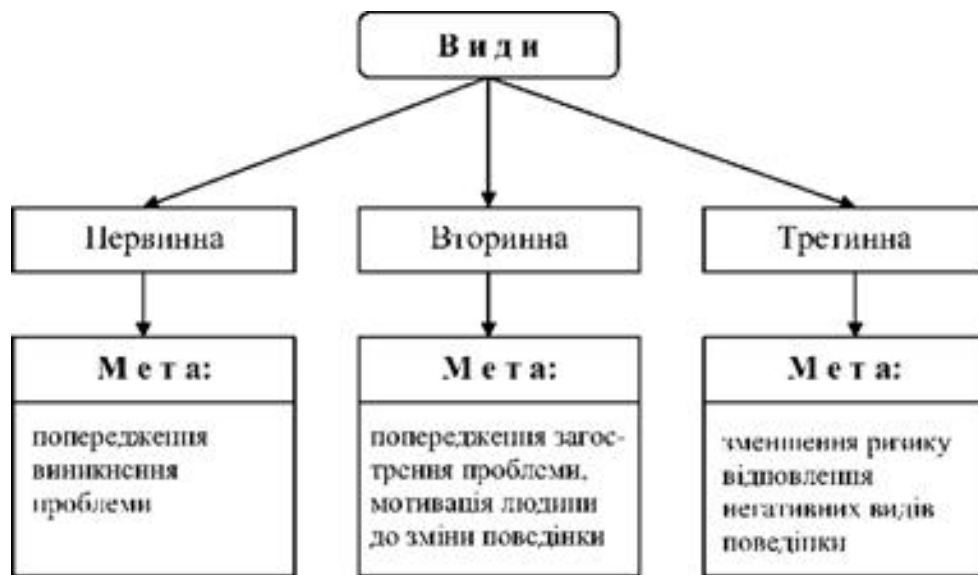 В и д и
Первинна
Вторинна
Третинна
М е т а:
попередження
виникнення
проблеми
М е т а:
попередження загос-
трення проблеми,
мотивація людини
до зміни поведінки
М е т а:
зменшення ризику
відновлення
негативних видів
поведінки